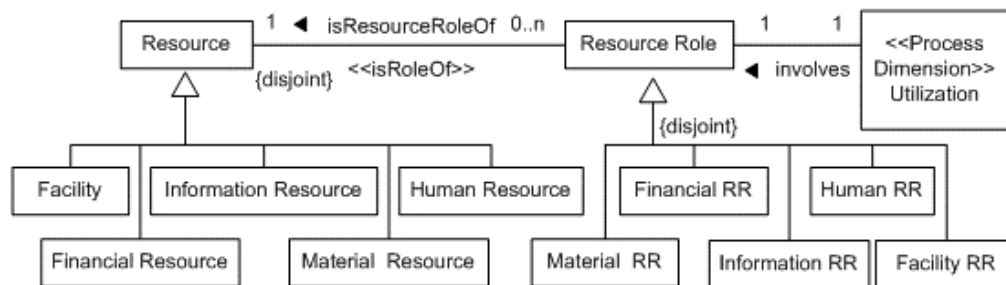 1 ◄ isResourceRoleOf 0..n
Resource
Resource Role
1 1
<<Process
Dimension>>
Utilization
{disjoint}
<<isRoleOf>>
◄ involves
{disjoint}
Facility
Information Resource
Human Resource
Financial RR
Human RR
Financial Resource
Material Resource
Material RR
Information RR
Facility RR